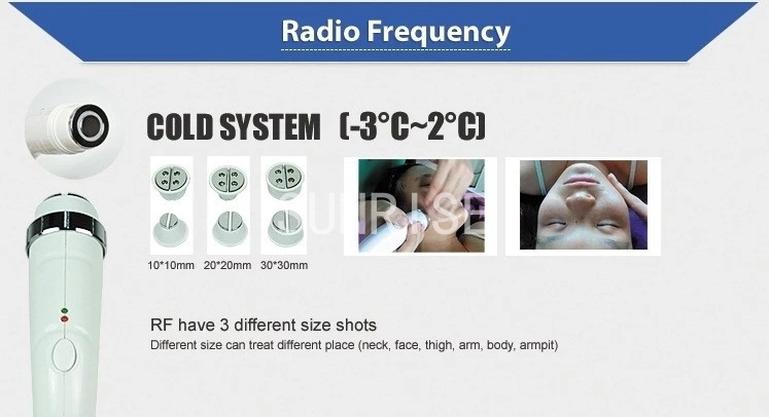 Radio Frequency
COLD SYSTEM (-3°C~2°C)
SUNRISE
10*10mm 20*20mm 30*30mm
RF have 3 different size shots
Different size can treat different place (neck, face, thigh, arm, body, armpit)